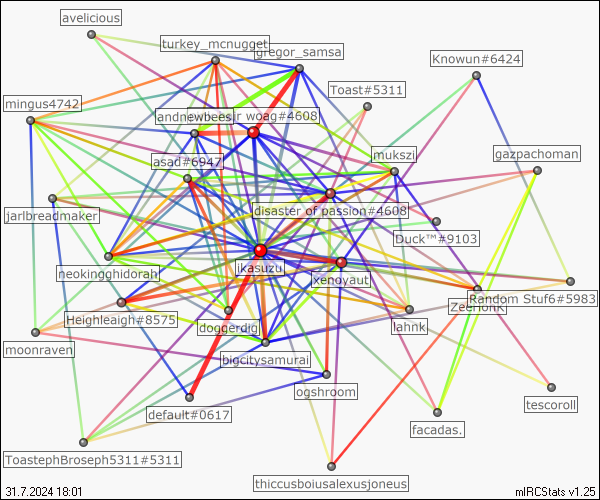 avelicious
turkey_mcnugget
gregor_samsa
Knowun#6424
Toast#5311
mingus4742
andnewbees
woag#4608
mukszi
gazpachoman
asad#6947
jarlbreadmaker
disaster of passion#4608
Duck™#9103
neokingghidorah
ikasuzu
xenoyaut
Random Stuf6#5983
Heighleaigh#8575
doggerdig
lahnk
moonraven
bigcitysamurai
ogshroom
tescoroll
default#0617
facadas.
ToastephBroseph5311#5311
thiccusboiusalexusjoneus
31.7.2024 18:01
mIRCStats v1.25